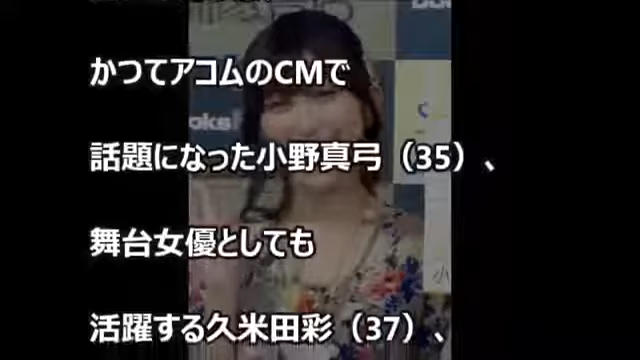 かつてアコムのCMで
話題になった小野真弓（35）、
ooks
舞台女優としても
小
活躍する久米田彩（37）、